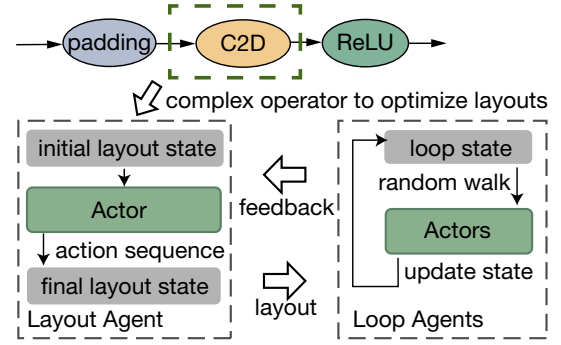 padding
C2D
ReLU
complex operator to optimize layouts
initial layout state
Actor
action sequence
final layout state
Layout Agent
feedback
layout
loop state
random walk
Actors
update state
Loop Agents